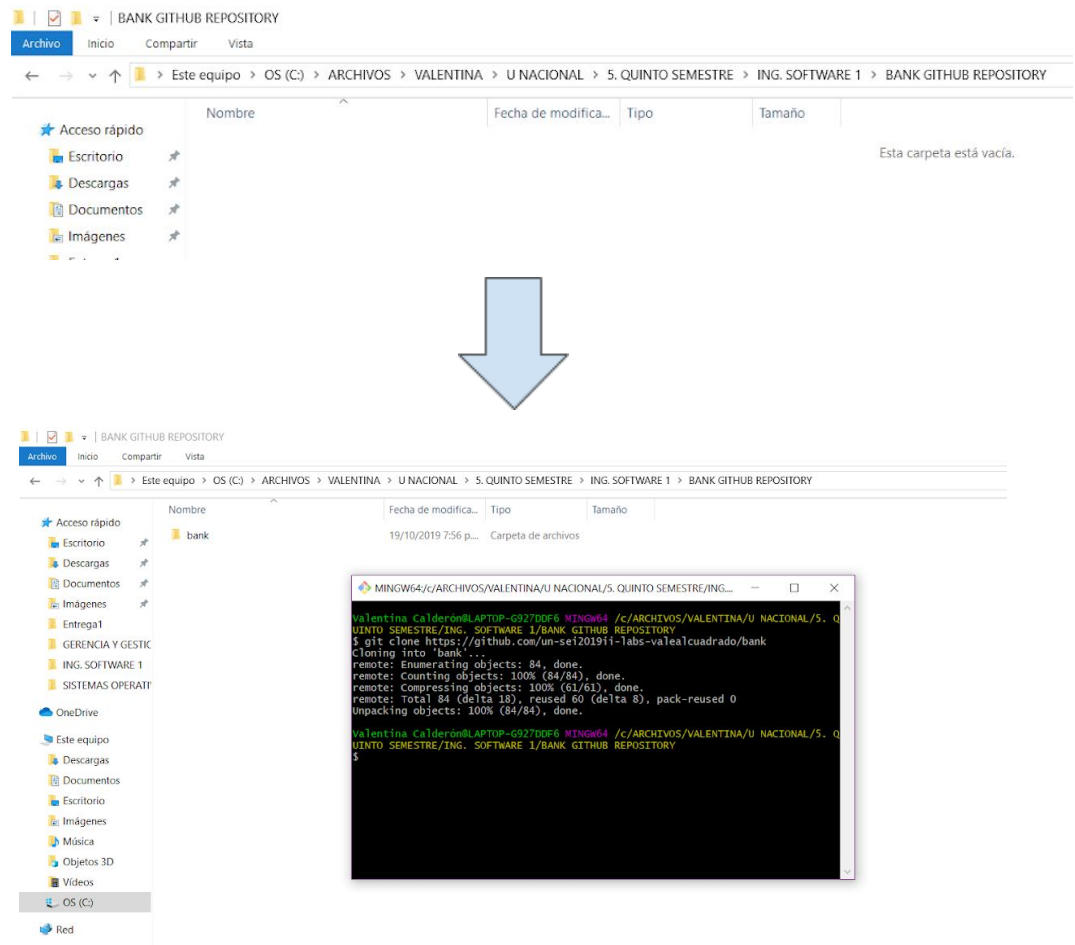 BANK GITHUB REPOSITORY
Archivo Inicio Compartir Vista
Este equipo > OS (C:) > ARCHIVOS > VALENTINA > U NACIONAL > 5. QUINTO SEMESTRE > ING. SOFTWARE 1 > BANK GITHUB REPOSITORY
Nombre Fecha de modifica... Tipo Tamaño
Acceso rápido
Esta carpeta está vacía.
Escritorio
Descargas
Documentos
Imágenes
BANK GITHUB REPOSITORY
Archivo Inicio Compartir Vista
Este equipo > OS (C:) > ARCHIVOS > VALENTINA > U NACIONAL > 5. QUINTO SEMESTRE > ING. SOFTWARE 1 > BANK GITHUB REPOSITORY
Nombre Fecha de modifica... Tipo Tamaño
bank 19/10/2019 7:56 p.... Carpeta de archivos
Acceso rápido
Escritorio
Descargas
Documentos
Imágenes
Entrega1
GERENCIA Y GESTIC
ING. SOFTWARE 1
SISTEMAS OPERATI
OneDrive
Este equipo
Descargas
Documentos
Escritorio
Imágenes
Música
Objetos 3D
Vídeos
OS (C:)
Red
MINGW64:/c/ARCHIVOS/VALENTINA/U NACIONAL/5. QUINTO SEMESTRE/ING....
Valentina Calderón@LAPTOP-G927DDF6 MINGW64 /c/ARCHIVOS/VALENTINA/U NACIONAL/5. Q
UINTO SEMESTRE/ING. SOFTWARE 1/BANK GITHUB REPOSITORY
$ git clone https://github.com/un-sei2019ii-labs-valealcuadrado/bank
Cloning into 'bank'...
remote: Enumerating objects: 84, done.
remote: Counting objects: 100% (84/84), done.
remote: Compressing objects: 100% (61/61), done.
remote: Total 84 (delta 18), reused 60 (delta 8), pack-reused 0
Unpacking objects: 100% (84/84), done.
Valentina Calderón@LAPTOP-G927DDF6 MINGW64 /c/ARCHIVOS/VALENTINA/U NACIONAL/5. Q
UINTO SEMESTRE/ING. SOFTWARE 1/BANK GITHUB REPOSITORY
$